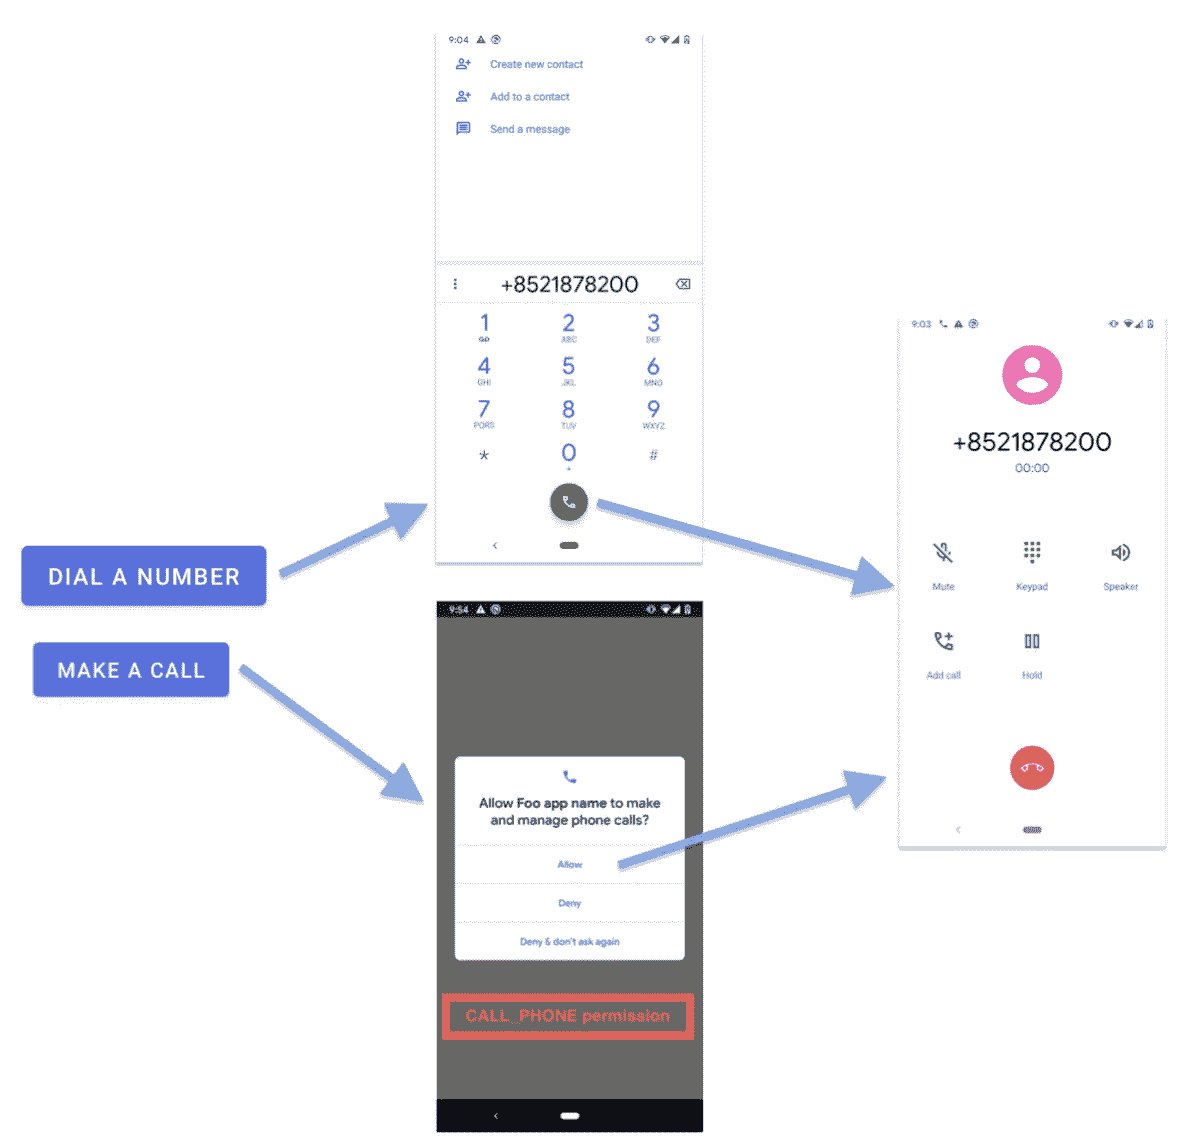 9:04
Create new contact
Add to a contact
Send a message
+8521878200
1 2 3
ABC DEF
4 5 6
GHI JKL MNO
7 8 9
PQRS TUV WXYZ
* 0 #
+
DIAL A NUMBER
MAKE A CALL
9:54
Allow Foo app name to make
and manage phone calls?
Allow
Deny
Deny & don't ask again
CALL_PHONE permission
9:03
+8521878200
00:00
Mute Keypad Speaker
Add call Hold